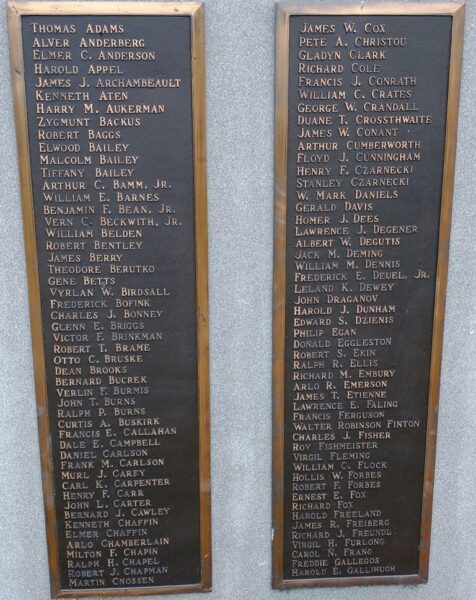 Thomas Adams
Alver Anderberg
Elmer C. Anderson
Harold Appel
James J. Archambeault
Kenneth Aten
Harry M. Aukerman
Zygmunt Backus
Robert Baggs
Elwood Bailey
Malcolm Bailey
Tiffany Bailey
Arthur C. Bamm, Jr.
William E. Barnes
Benjamin F. Bean, Jr.
Vern C. Beckwith, Jr.
William Belden
Robert Bentley
James Berry
Theodore Berutko
Gene Betts
Vyrlan W. Birdsall
Frederick Bofink
Charles J. Bonney
Glenn E. Briggs
Victor F. Brinkman
Robert T. Brame
Otto C. Bruske
Dean Brooks
Bernard Bucrek
Verlin F. Burmis
John T. Burns
Ralph P. Burns
Curtis A. Buskirk
Francis E. Callahan
Dale E. Campbell
Daniel Carlson
Frank M. Carlson
Murl J. Carey
Carl K. Carpenter
Henry F. Carr
John L. Carter
Bernard J. Cawley
Kenneth Chaffin
Elmer Chaffin
Arlo Chamberlain
Milton F. Chapin
Ralph H. Chapel
Robert J. Chapman
Martin Cnossen
James W. Cox
Pete A. Christou
Gladyn Clark
Richard Cole
Francis J. Conrath
William C. Crates
George W. Crandall
Duane T. Crossthwaite
James W. Conant
Arthur Cumberworth
Floyd J. Cunningham
Henry F. Czarnecki
Stanley Czarnecki
W. Mark Daniels
Gerald Davis
Homer J. Dees
Lawrence J. Degener
Albert W. Degutis
Jack M. Deming
William M. Dennis
Frederick E. Deuel, Jr.
Leland K. Dewey
John Draganov
Harold J. Dunham
Edward S. Dzienis
Philip Egan
Donald Eggleston
Robert S. Ekin
Ralph R. Ellis
Richard M. Embury
Arlo R. Emerson
James T. Etienne
Lawrence E. Faling
Francis Ferguson
Walter Robinson Finton
Charles J. Fisher
Roy Fishmeister
Virgil Fleming
William C. Flock
Hollis W. Forbes
Robert F. Forbes
Ernest E. Fox
Richard Fox
Harold Freeland
James R. Freiberg
Richard J. Freundl
Virgil H. Furlong
Carol N. Frang
Freddie Gallegos
Harold E. Gallihugh